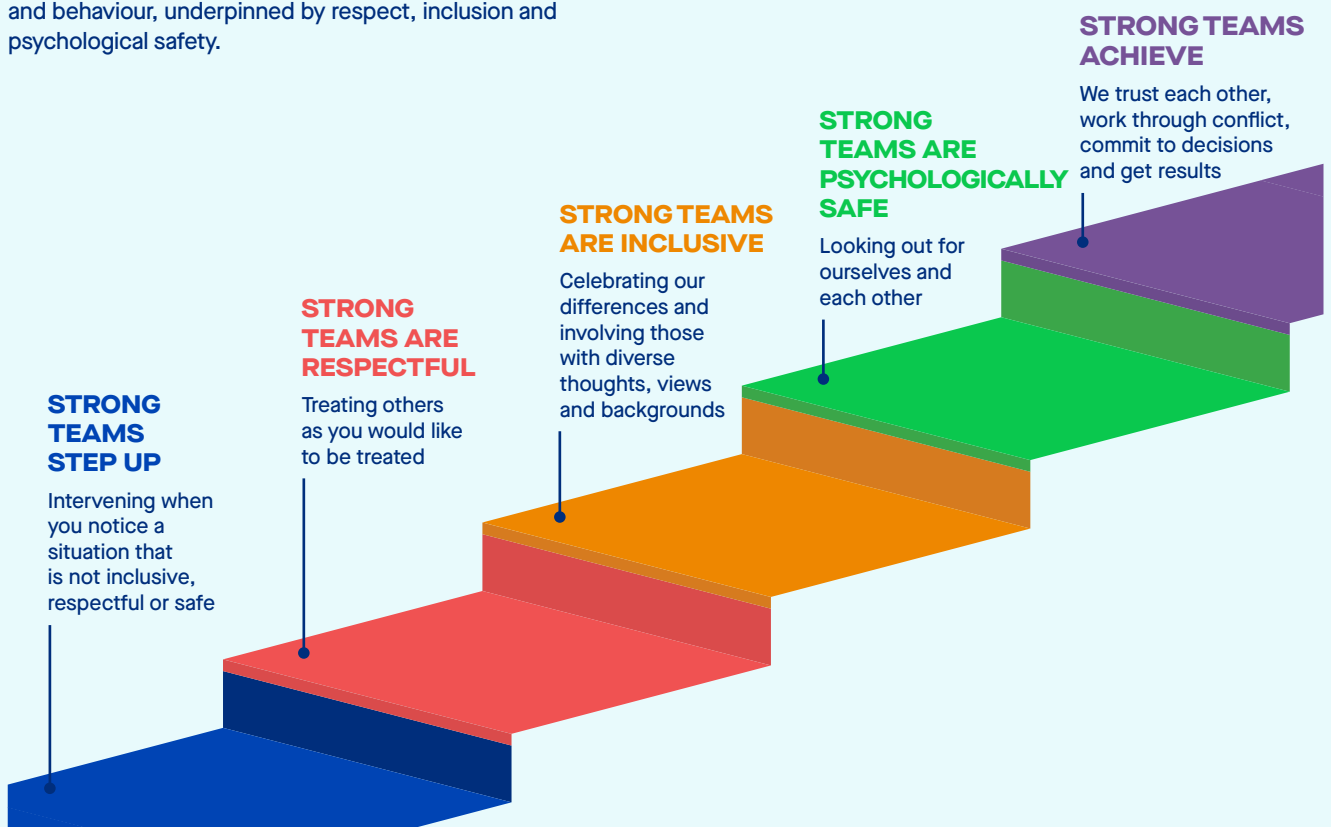 and behaviour, underpinned by respect, inclusion and
psychological safety.
STRONG
TEAMS
STEP UP
Intervening when
you notice a
situation that
is not inclusive,
respectful or safe
STRONG
TEAMS ARE
RESPECTFUL
Treating others
as you would like
to be treated
STRONG TEAMS
ARE INCLUSIVE
Celebrating our
differences and
involving those
with diverse
thoughts, views
and backgrounds
STRONG
TEAMS ARE
PSYCHOLOGICALLY
SAFE
Looking out for
ourselves and
each other
STRONG TEAMS
ACHIEVE
We trust each other,
work through conflict,
commit to decisions
and get results